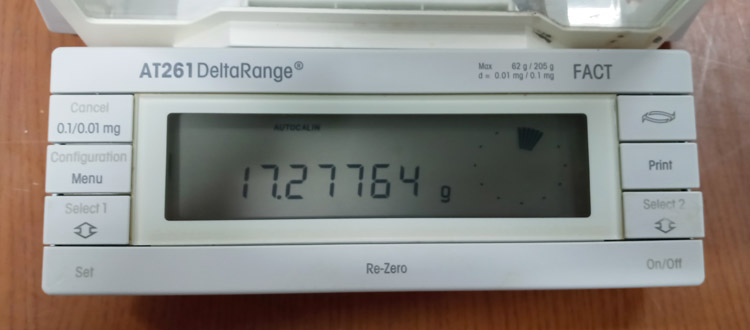 AT261 DeltaRange®
Max 62 g / 205 g
d = 0.01 mg / 0.1 mg
FACT
Cancel
0.1/0.01 mg
Configuration
Menu
Select 1
Set
AUTOCAL IN
17.27764 g
Print
Select 2
Re-Zero
On/Off